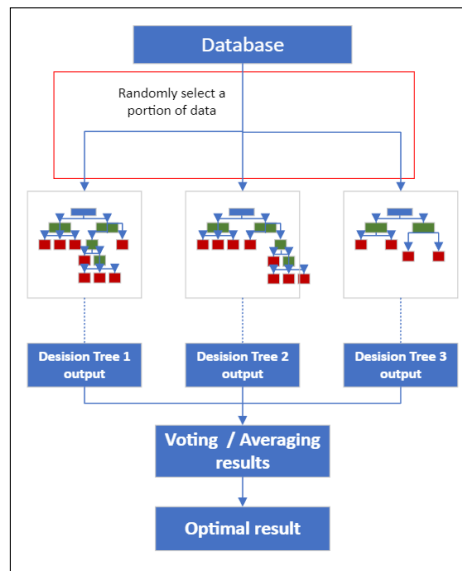 Database
Randomly select a
portion of data
Desision Tree 1
output
Desision Tree 2
output
Desision Tree 3
output
Voting / Averaging
results
Optimal result